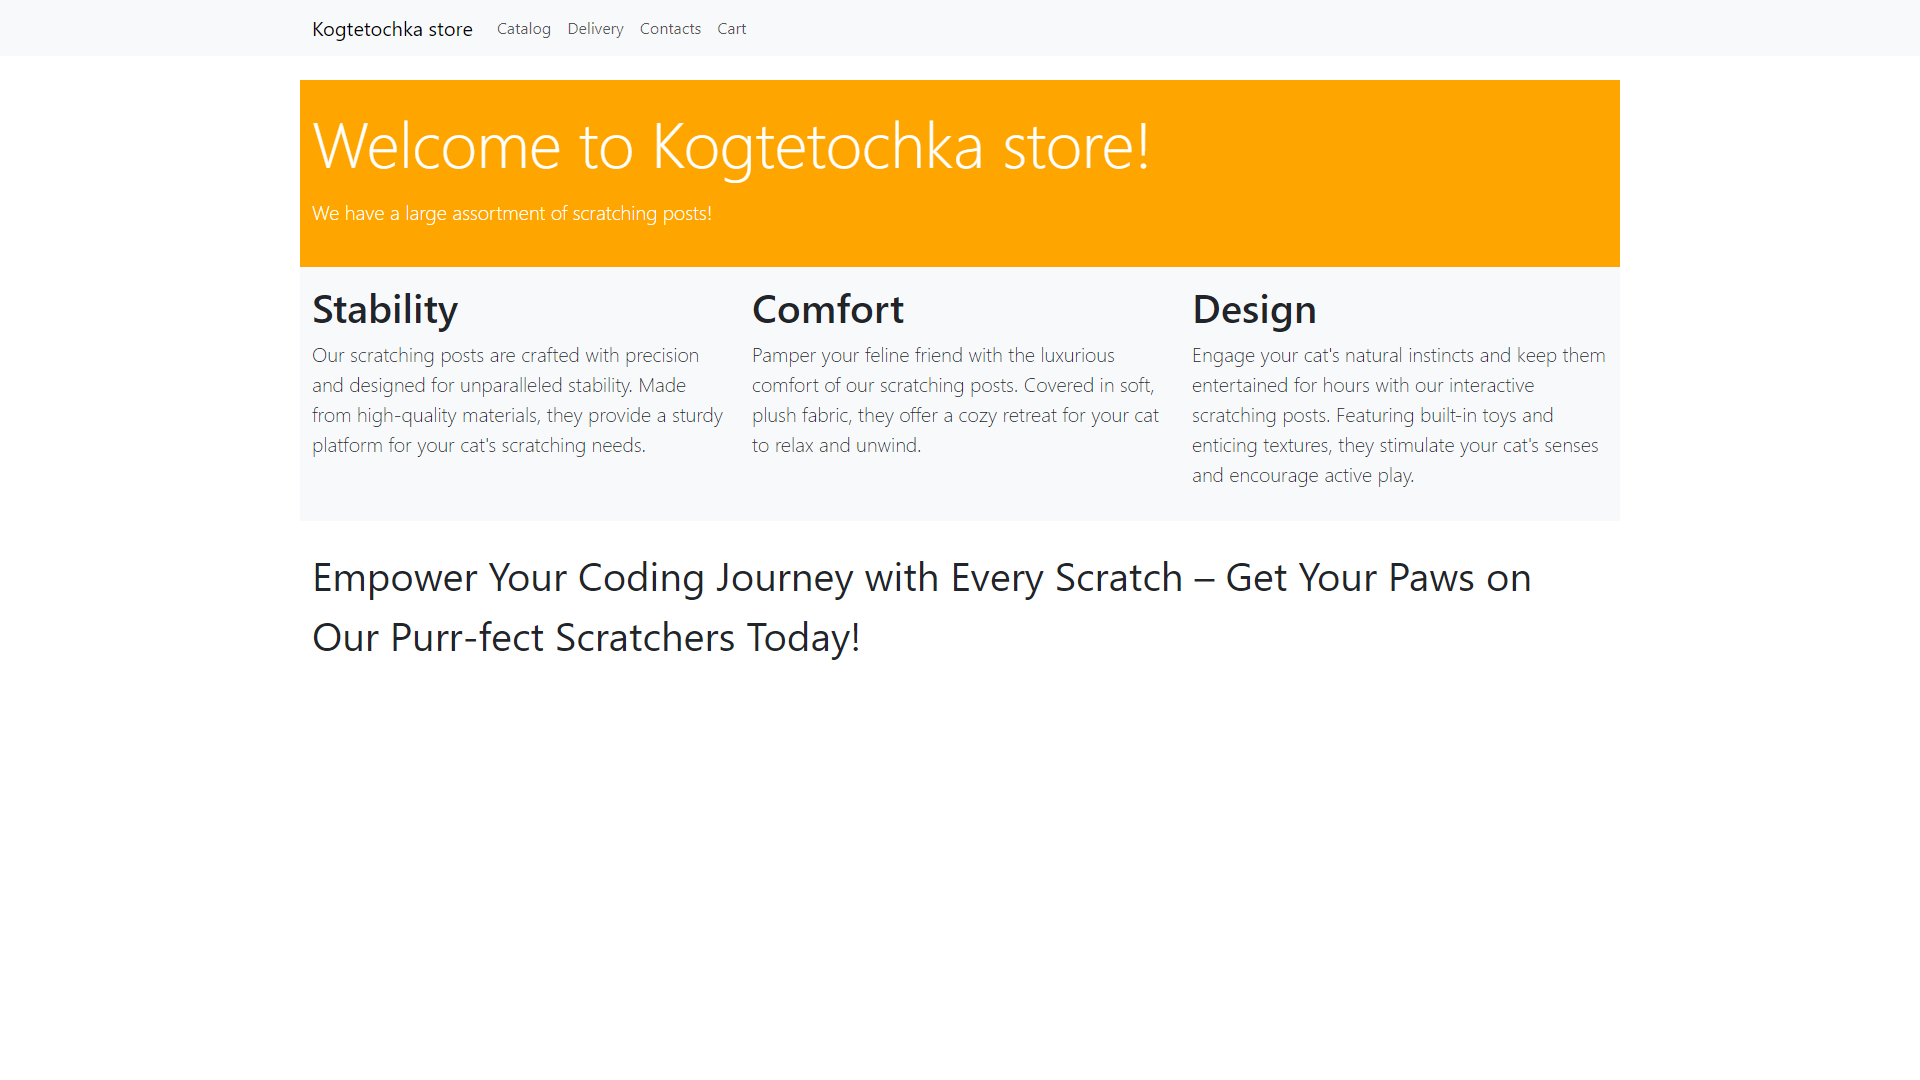 Kogtetochka store Catalog Delivery Contacts Cart
Welcome to Kogtetochka store!
We have a large assortment of scratching posts!
Stability
Our scratching posts are crafted with precision
and designed for unparalleled stability. Made
from high-quality materials, they provide a sturdy
platform for your cat's scratching needs.
Comfort
Pamper your feline friend with the luxurious
comfort of our scratching posts. Covered in soft,
plush fabric, they offer a cozy retreat for your cat
to relax and unwind.
Design
Engage your cat's natural instincts and keep them
entertained for hours with our interactive
scratching posts. Featuring built-in toys and
enticing textures, they stimulate your cat's senses
and encourage active play.
Empower Your Coding Journey with Every Scratch – Get Your Paws on
Our Purr-fect Scratchers Today!